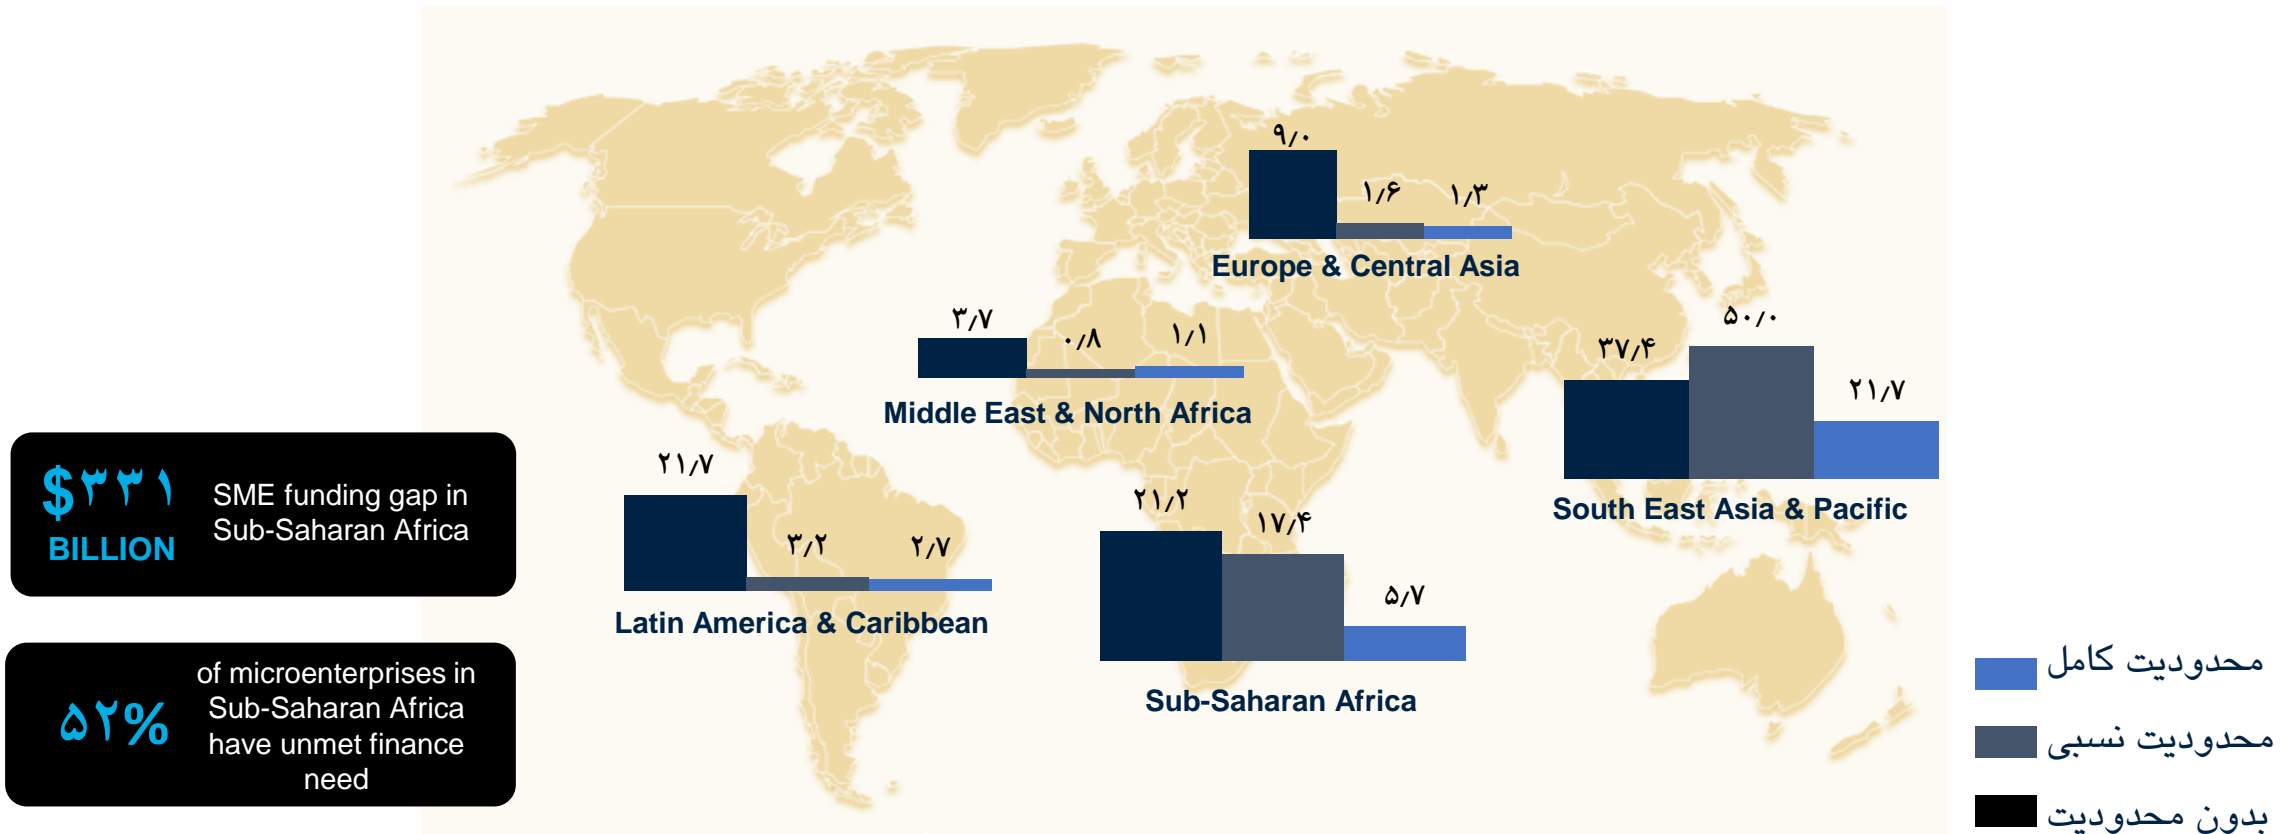 ۹٫۰
۱٫۶
۱٫۳
Europe & Central Asia
۳٫۷
۰٫۸
۱٫۱
Middle East & North Africa
۵۰٫۰
۳۷٫۴
۲۱٫۷
South East Asia & Pacific
۲۱٫۷
۳٫۲
۲٫۷
Latin America & Caribbean
۲۱٫۲
۱۷٫۴
۵٫۷
Sub-Saharan Africa
$۳۳۱
BILLION
SME funding gap in
Sub-Saharan Africa
۵۲%
of microenterprises in
Sub-Saharan Africa
have unmet finance
need
محدودیت کامل
محدودیت نسبی
بدون محدودیت